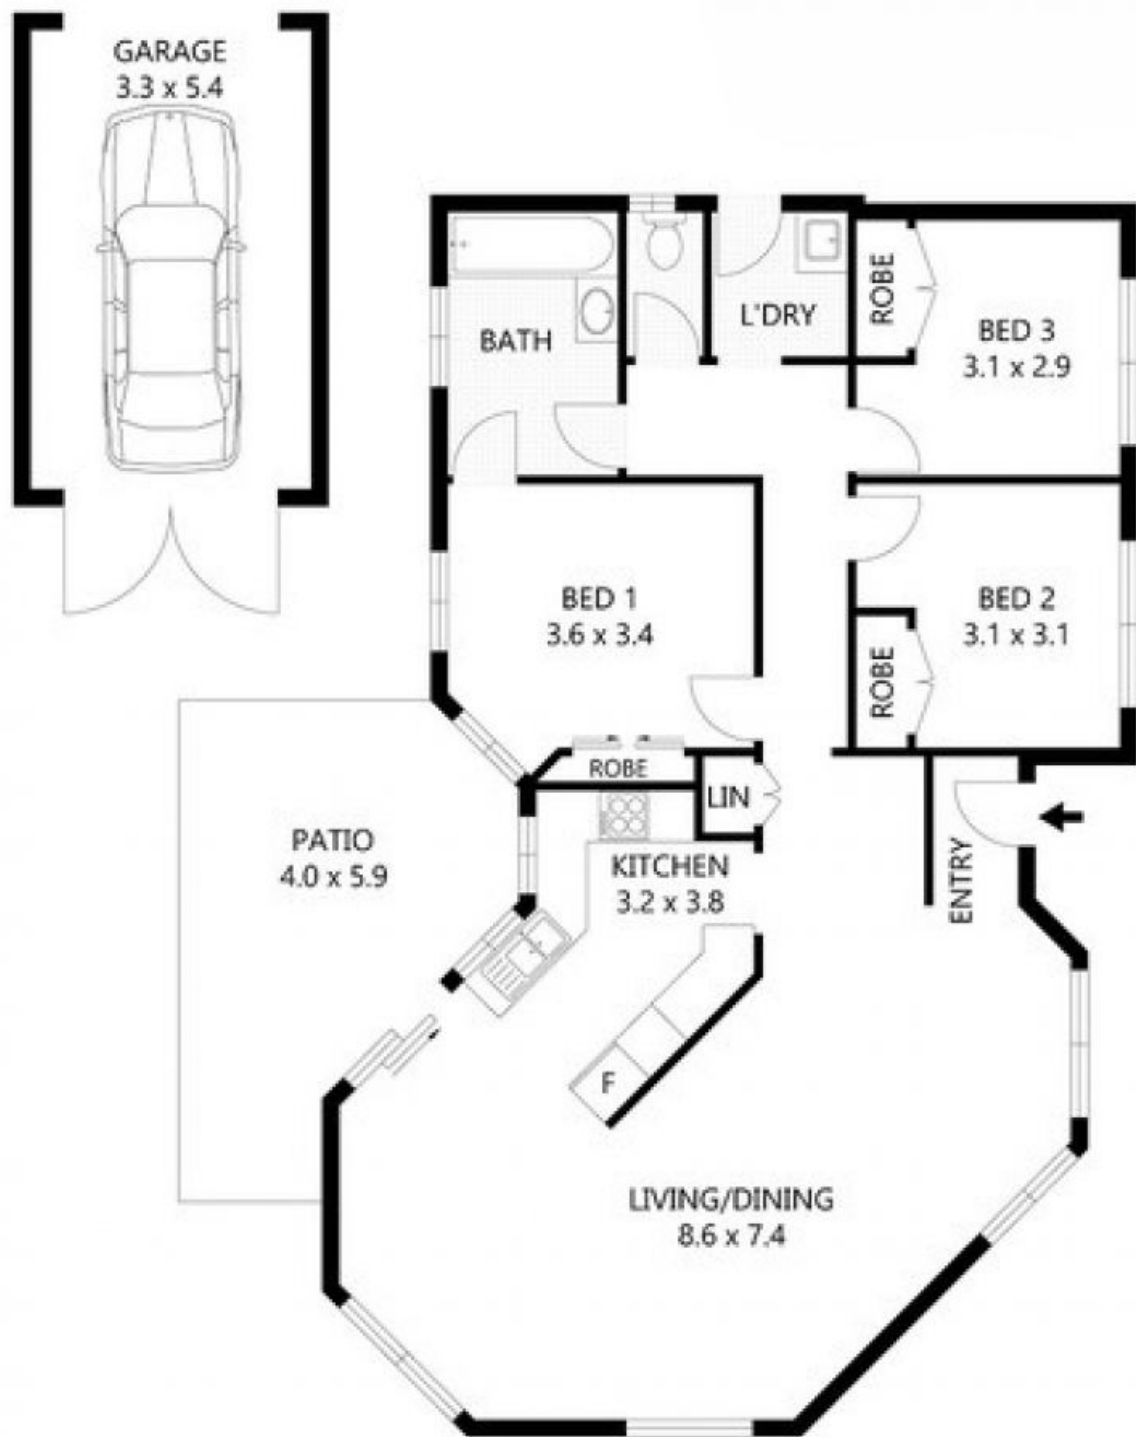 GARAGE
3.3 x 5.4
BATH
L'DRY
ROBE
BED 3
3.1 x 2.9
BED 1
3.6 x 3.4
BED 2
3.1 x 3.1
ROBE
ROBE
LIN
PATIO
4.0 x 5.9
KITCHEN
3.2 x 3.8
ENTRY
F
LIVING/DINING
8.6 x 7.4